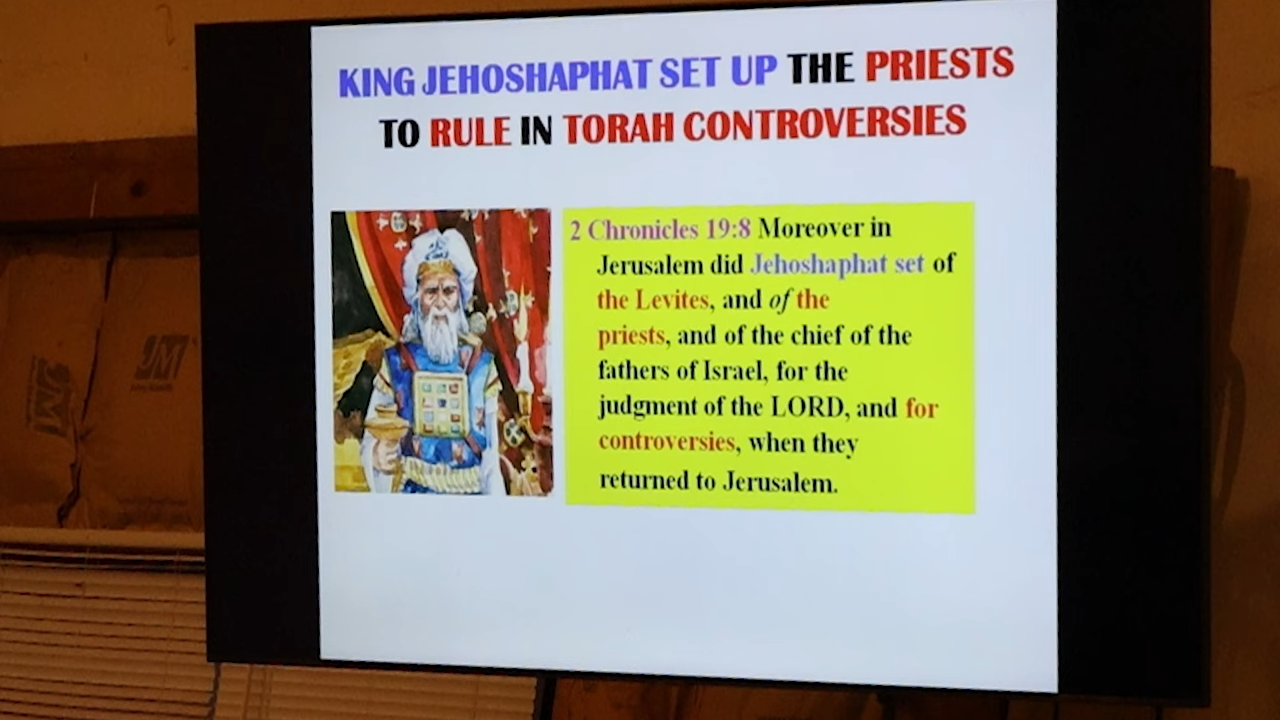 KING JEHOSHAPHAT SET UP THE PRIESTS
TO RULE IN TORAH CONTROVERSIES
2 Chronicles 19:8 Moreover in
Jerusalem did Jehoshaphat set of
the Levites, and of the
priests, and of the chief of the
fathers of Israel, for the
judgment of the LORD, and for
controversies, when they
returned to Jerusalem.
JM
JM